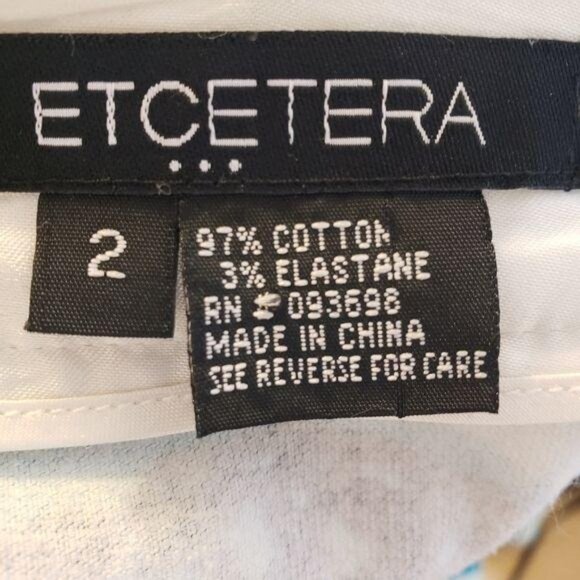 ETCETERA
...
2
97% COTTON
3% ELASTANE
RN # 093698
MADE IN CHINA
SEE REVERSE FOR CARE